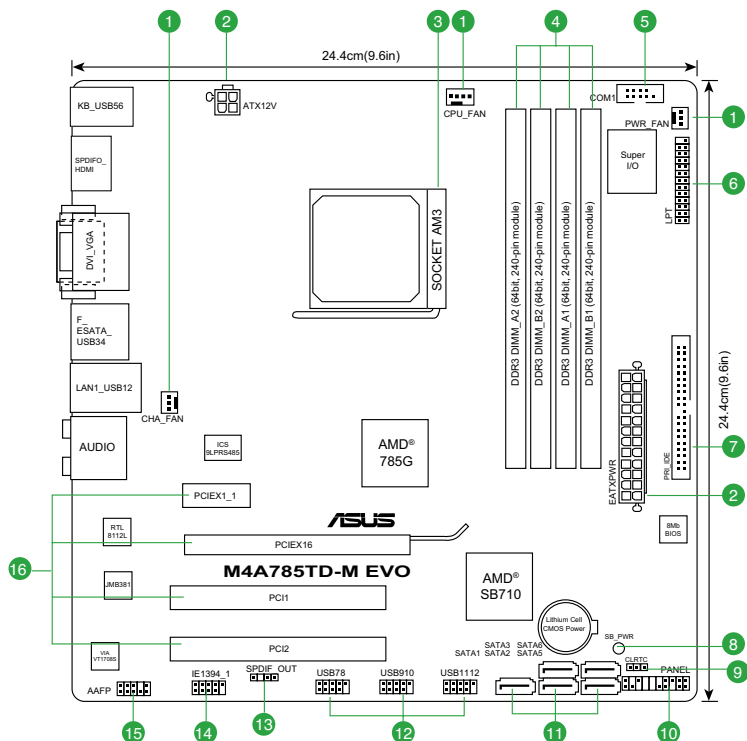 1
2
3
1
4
5
24.4cm(9.6in)
KB_USB56
ATX12V
CPU_FAN
COM1
PWR_FAN
1
SPDIFO_
HDMI
Super
I/O
6
LPT
DVI_VGA
SOCKET AM3
DDR3 DIMM_A2 (64bit, 240-pin module)
DDR3 DIMM_B2 (64bit, 240-pin module)
DDR3 DIMM_A1 (64bit, 240-pin module)
DDR3 DIMM_B1 (64bit, 240-pin module)
F_
ESATA_
USB34
LAN1_USB12
CHA_FAN
24.4cm(9.6in)
AUDIO
ICS
9LPRS485
AMD®
785G
EATXPWR
PRI_IDE
7
2
PCIEX1_1
RTL
8112L
ASUS
8Mb
BIOS
PCIEX16
16
M4A785TD-M EVO
JMB381
PCI1
AMD®
SB710
Lithium Cell
CMOS Power
SB_PWR
8
VIA
VT1708S
PCI2
SATA3 SATA6
SATA1 SATA2 SATA5
CLRTC
9
AAFP
IE1394_1
SPDIF_OUT
USB78
USB910
USB1112
PANEL
15
14
13
12
11
10